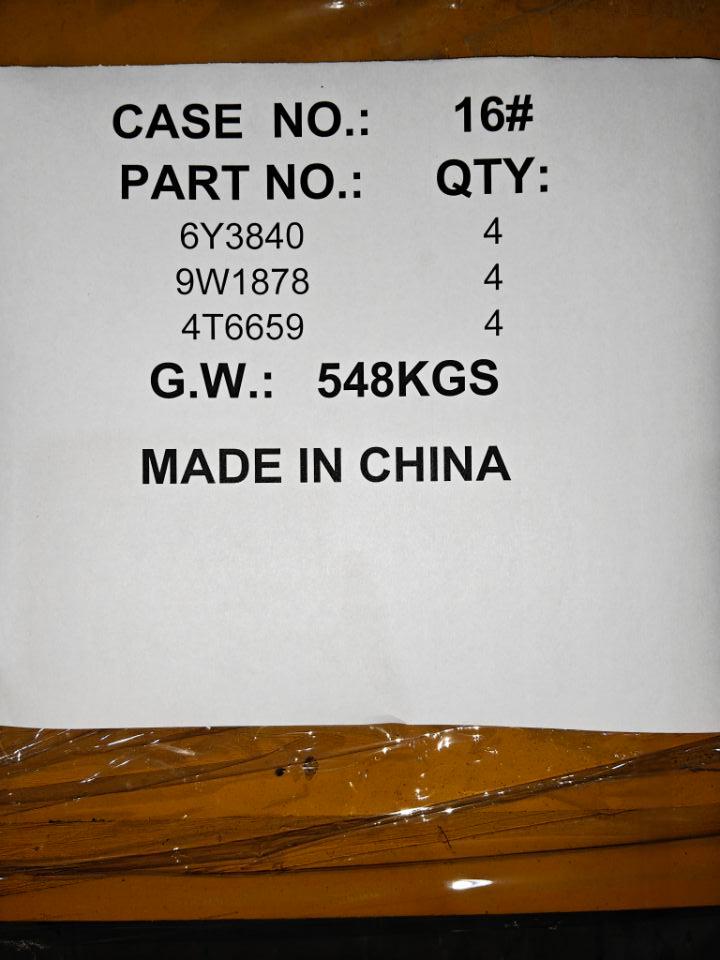 CASE NO.: 16#
PART NO.: QTY:
6Y3840 4
9W1878 4
4T6659 4
G.W.: 548KGS
MADE IN CHINA